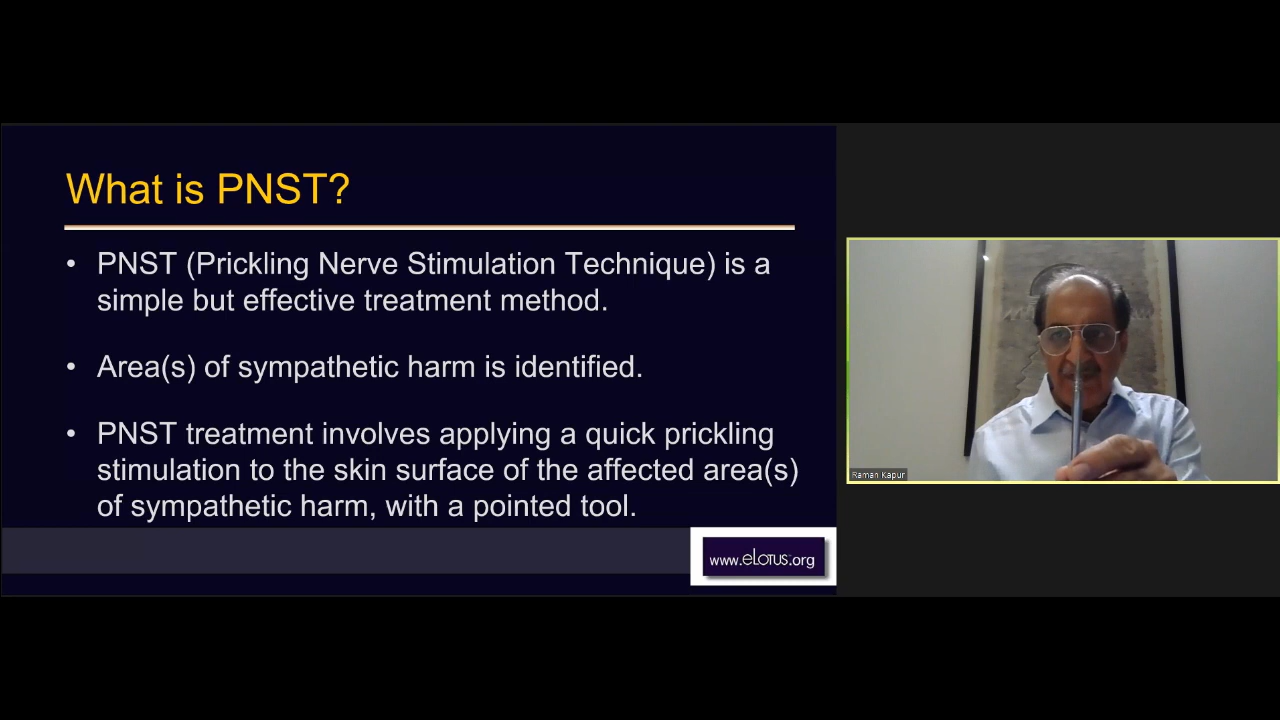 What is PNST?
• PNST (Prickling Nerve Stimulation Technique) is a
simple but effective treatment method.
• Area(s) of sympathetic harm is identified.
• PNST treatment involves applying a quick prickling
stimulation to the skin surface of the affected area(s)
of sympathetic harm, with a pointed tool.
www.eLOTUS.org
Raman Kapur